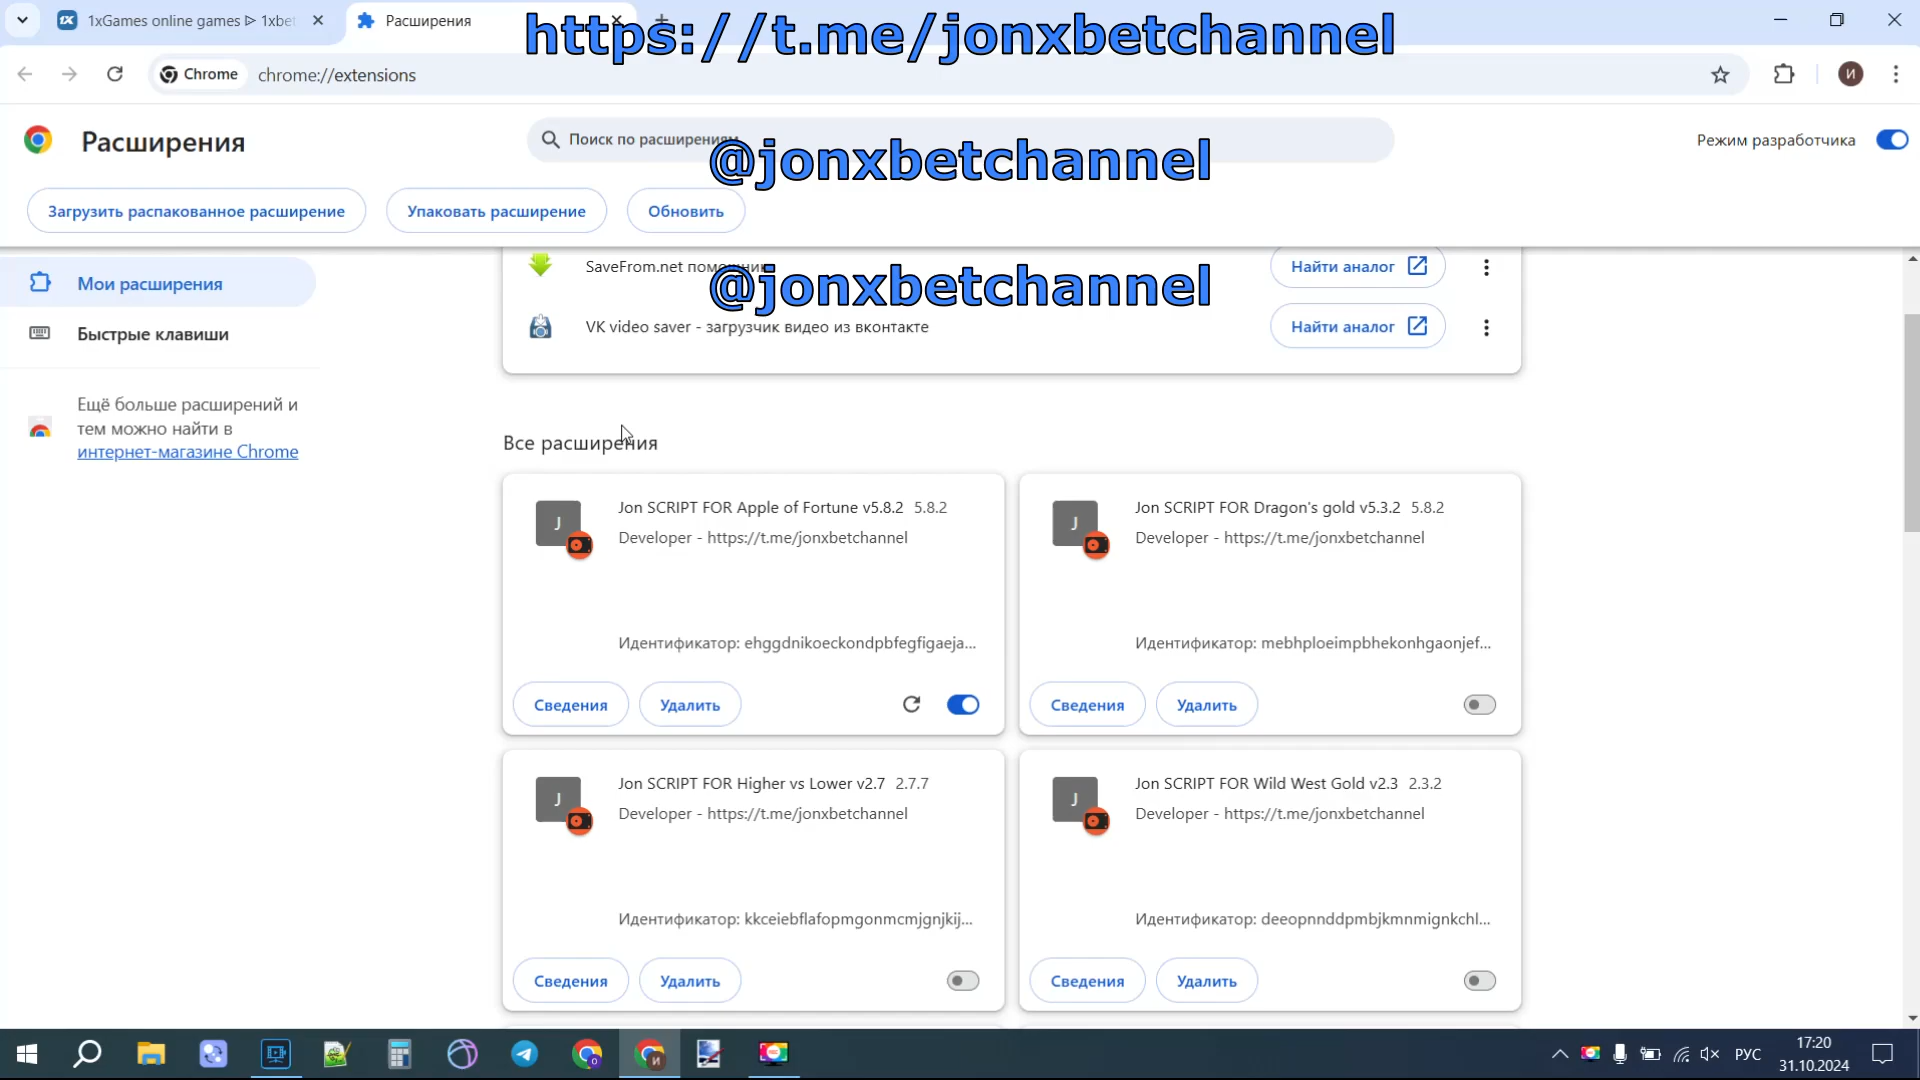 1xGames online games ᐉ 1xbet
Расширения
https://t.me/jonxbetchannel
Chrome
chrome://extensions
И
Расширения
Поиск по расширениям
@jonxbetchannel
Режим разработчика
Загрузить распакованное расширение
Упаковать расширение
Обновить
Мои расширения
Быстрые клавиши
Ещё больше расширений и
тем можно найти в
интернет-магазине Chrome
SaveFrom.net помощник
@jonxbetchannel
Найти аналог
VK video saver - загрузчик видео из вконтакте
Найти аналог
Все расширения
J
Jon SCRIPT FOR Apple of Fortune v5.8.2 5.8.2
Developer - https://t.me/jonxbetchannel
Идентификатор: ehggdnikoeckondpbfegfigaeja...
Сведения
Удалить
J
Jon SCRIPT FOR Dragon's gold v5.3.2 5.8.2
Developer - https://t.me/jonxbetchannel
Идентификатор: mebhploeimpbhekonhgaonjef...
Сведения
Удалить
J
Jon SCRIPT FOR Higher vs Lower v2.7 2.7.7
Developer - https://t.me/jonxbetchannel
Идентификатор: kkceiebflafopmgonmcmjgnjkij...
Сведения
Удалить
J
Jon SCRIPT FOR Wild West Gold v2.3 2.3.2
Developer - https://t.me/jonxbetchannel
Идентификатор: deeopnnddpmbjkmnmignkchl...
Сведения
Удалить
РУС
17:20
31.10.2024